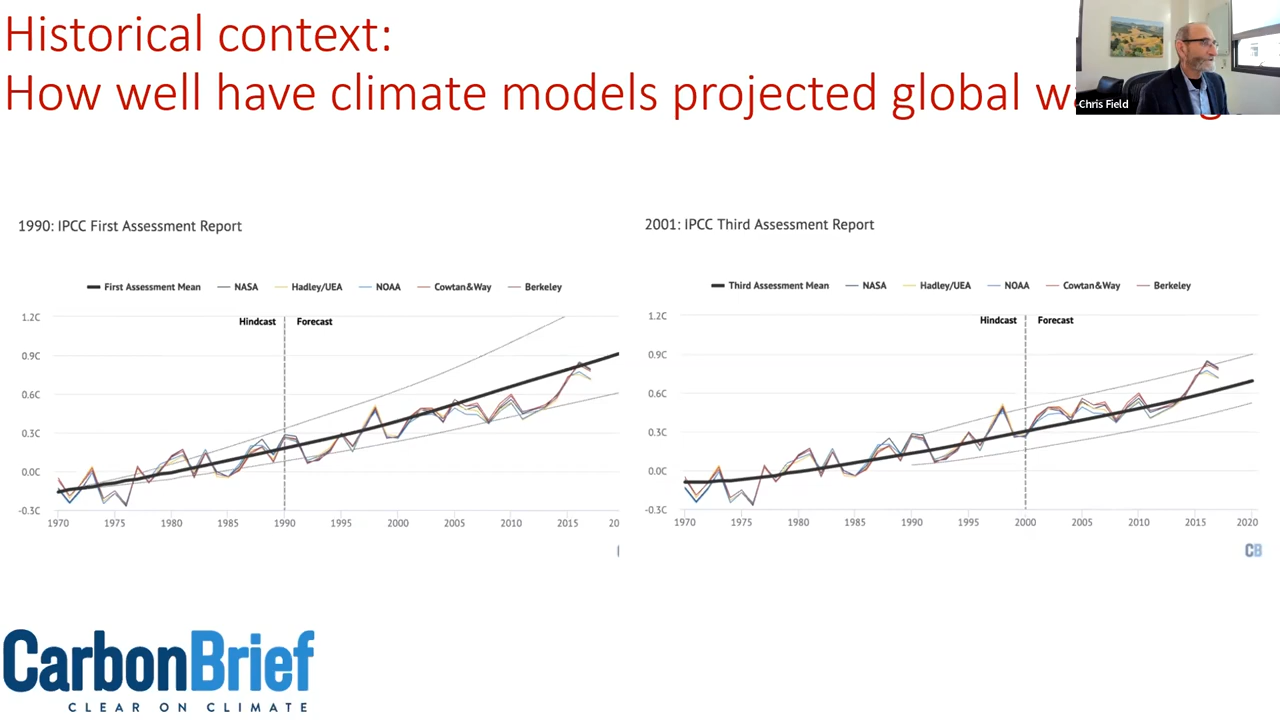 Historical context:
How well have climate models projected global w
Chris Field
1990: IPCC First Assessment Report
First Assessment Mean NASA Hadley/UEA NOAA Cowtan&Way Berkeley
1.2C
Hindcast Forecast
0.9C
0.6C
0.3C
0.0C
-0.3C
1970 1975 1980 1985 1990 1995 2000 2005 2010 2015 20
2001: IPCC Third Assessment Report
Third Assessment Mean NASA Hadley/UEA NOAA Cowtan&Way Berkeley
1.2C
Hindcast Forecast
0.9C
0.6C
0.3C
0.0C
-0.3C
1970 1975 1980 1985 1990 1995 2000 2005 2010 2015 2020
CB
CarbonBrief
CLEAR ON CLIMATE